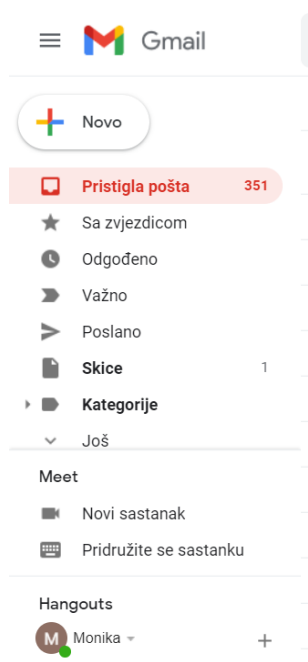 Gmail
Novo
Pristigla pošta 351
Sa zvjezdicom
Odgođeno
Važno
Poslano
Skice 1
Kategorije
Još
Meet
Novi sastanak
Pridružite se sastanku
Hangouts
M Monika